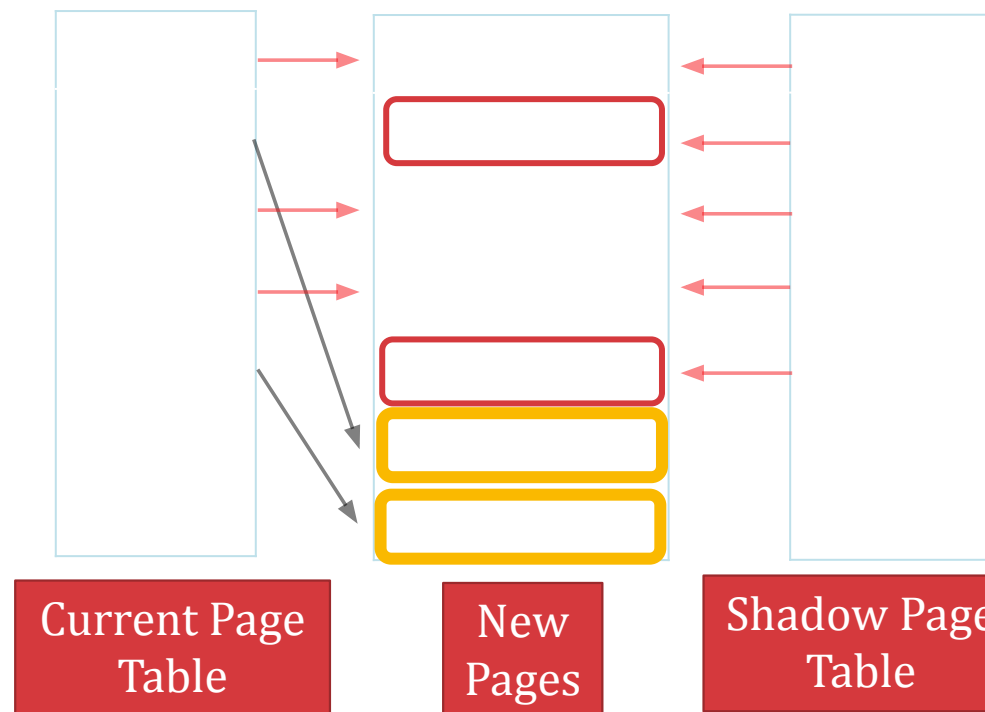 Current Page
Table
New
Pages
Shadow Page
Table